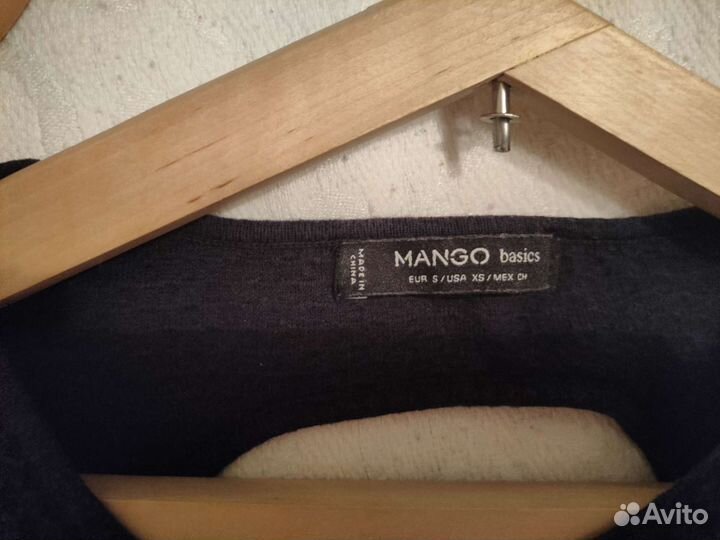 MANGO basics
EUR S / USA XS / MEX CH
MADE IN
CHINA
Avito